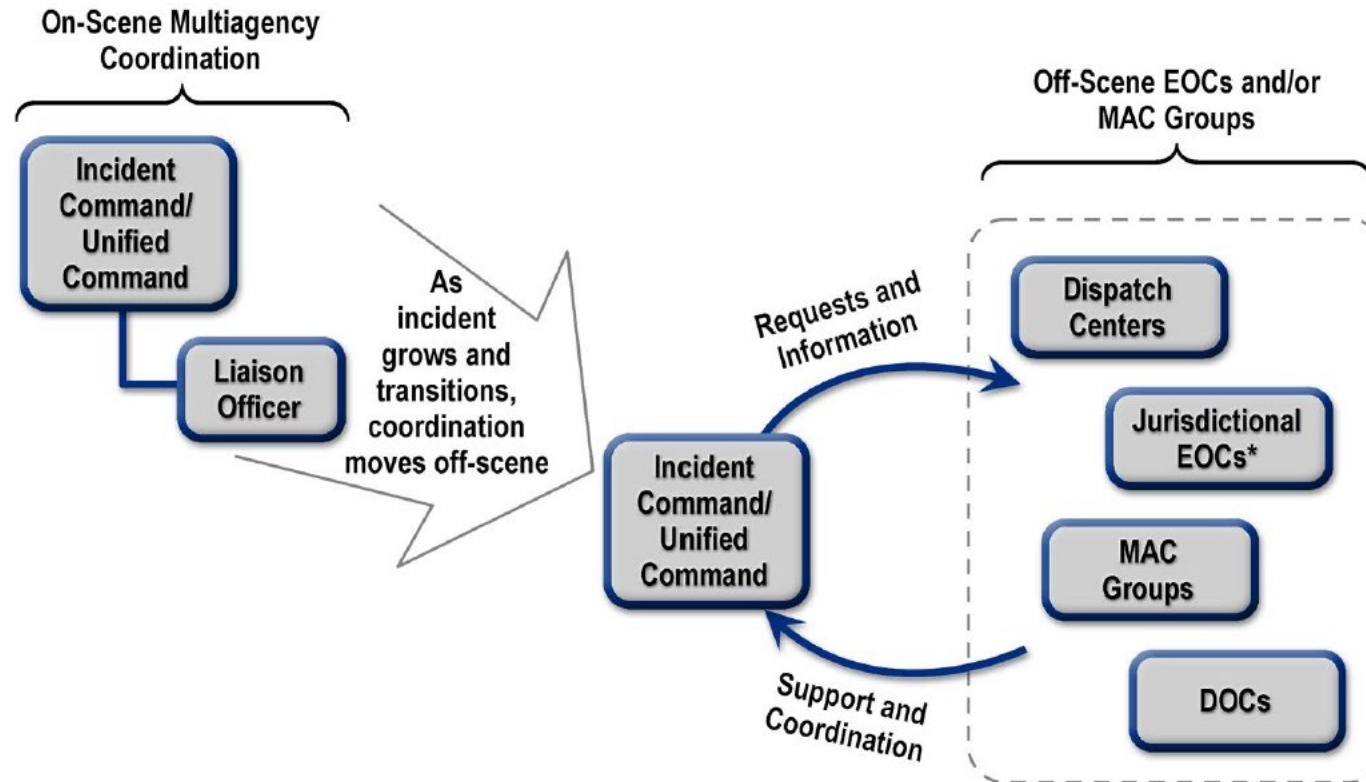 On-Scene Multiagency
Coordination
Incident
Command/
Unified
Command
Liaison
Officer
As
incident
grows and
transitions,
coordination
moves off-scene
Incident
Command/
Unified
Command
Requests and
Information
Support and
Coordination
Off-Scene EOCs and/or
MAC Groups
Dispatch
Centers
Jurisdictional
EOCs*
MAC
Groups
DOCs